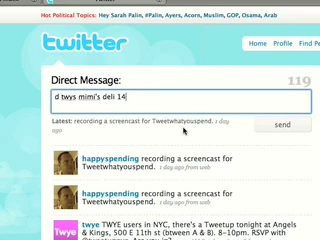 Hot Political Topics: Hey Sarah Palin, #Palin, Ayers, Acorn, Muslim, GOP, Osama, Arab
twitter
Home Profile Find Pe
Direct Message: 119
d twys mimi's deli 14
Latest: recording a screencast for Tweetwhatyouspend. 1 day
ago
send
happyspending recording a screencast for
Tweetwhatyouspend. 1 day ago from web
happyspending recording a screencast for
Tweetwhatyouspend. 1 day ago from web
twye TWYE users in NYC, there's a Tweetup tonight at Angels
& Kings, 500 E 11th st (btween A & B). 8-10pm. RSVP with